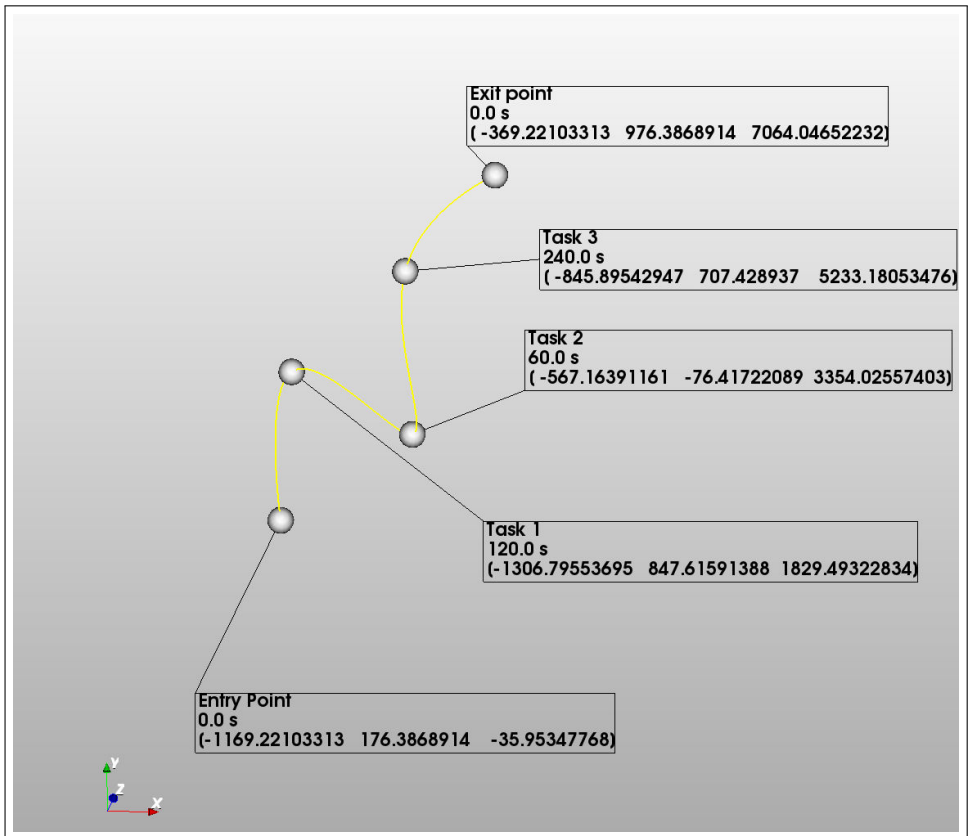 Exit point
0.0 s
( -369.22103313 976.3868914 7064.04652232)
Task 3
240.0 s
( -845.89542947 707.428937 5233.18053476)
Task 2
60.0 s
( -567.16391161 -76.41722089 3354.02557403)
Task 1
120.0 s
(-1306.79553695 847.61591388 1829.49322834)
Entry Point
0.0 s
(-1169.22103313 176.3868914 -35.95347768)
Y
Z
X